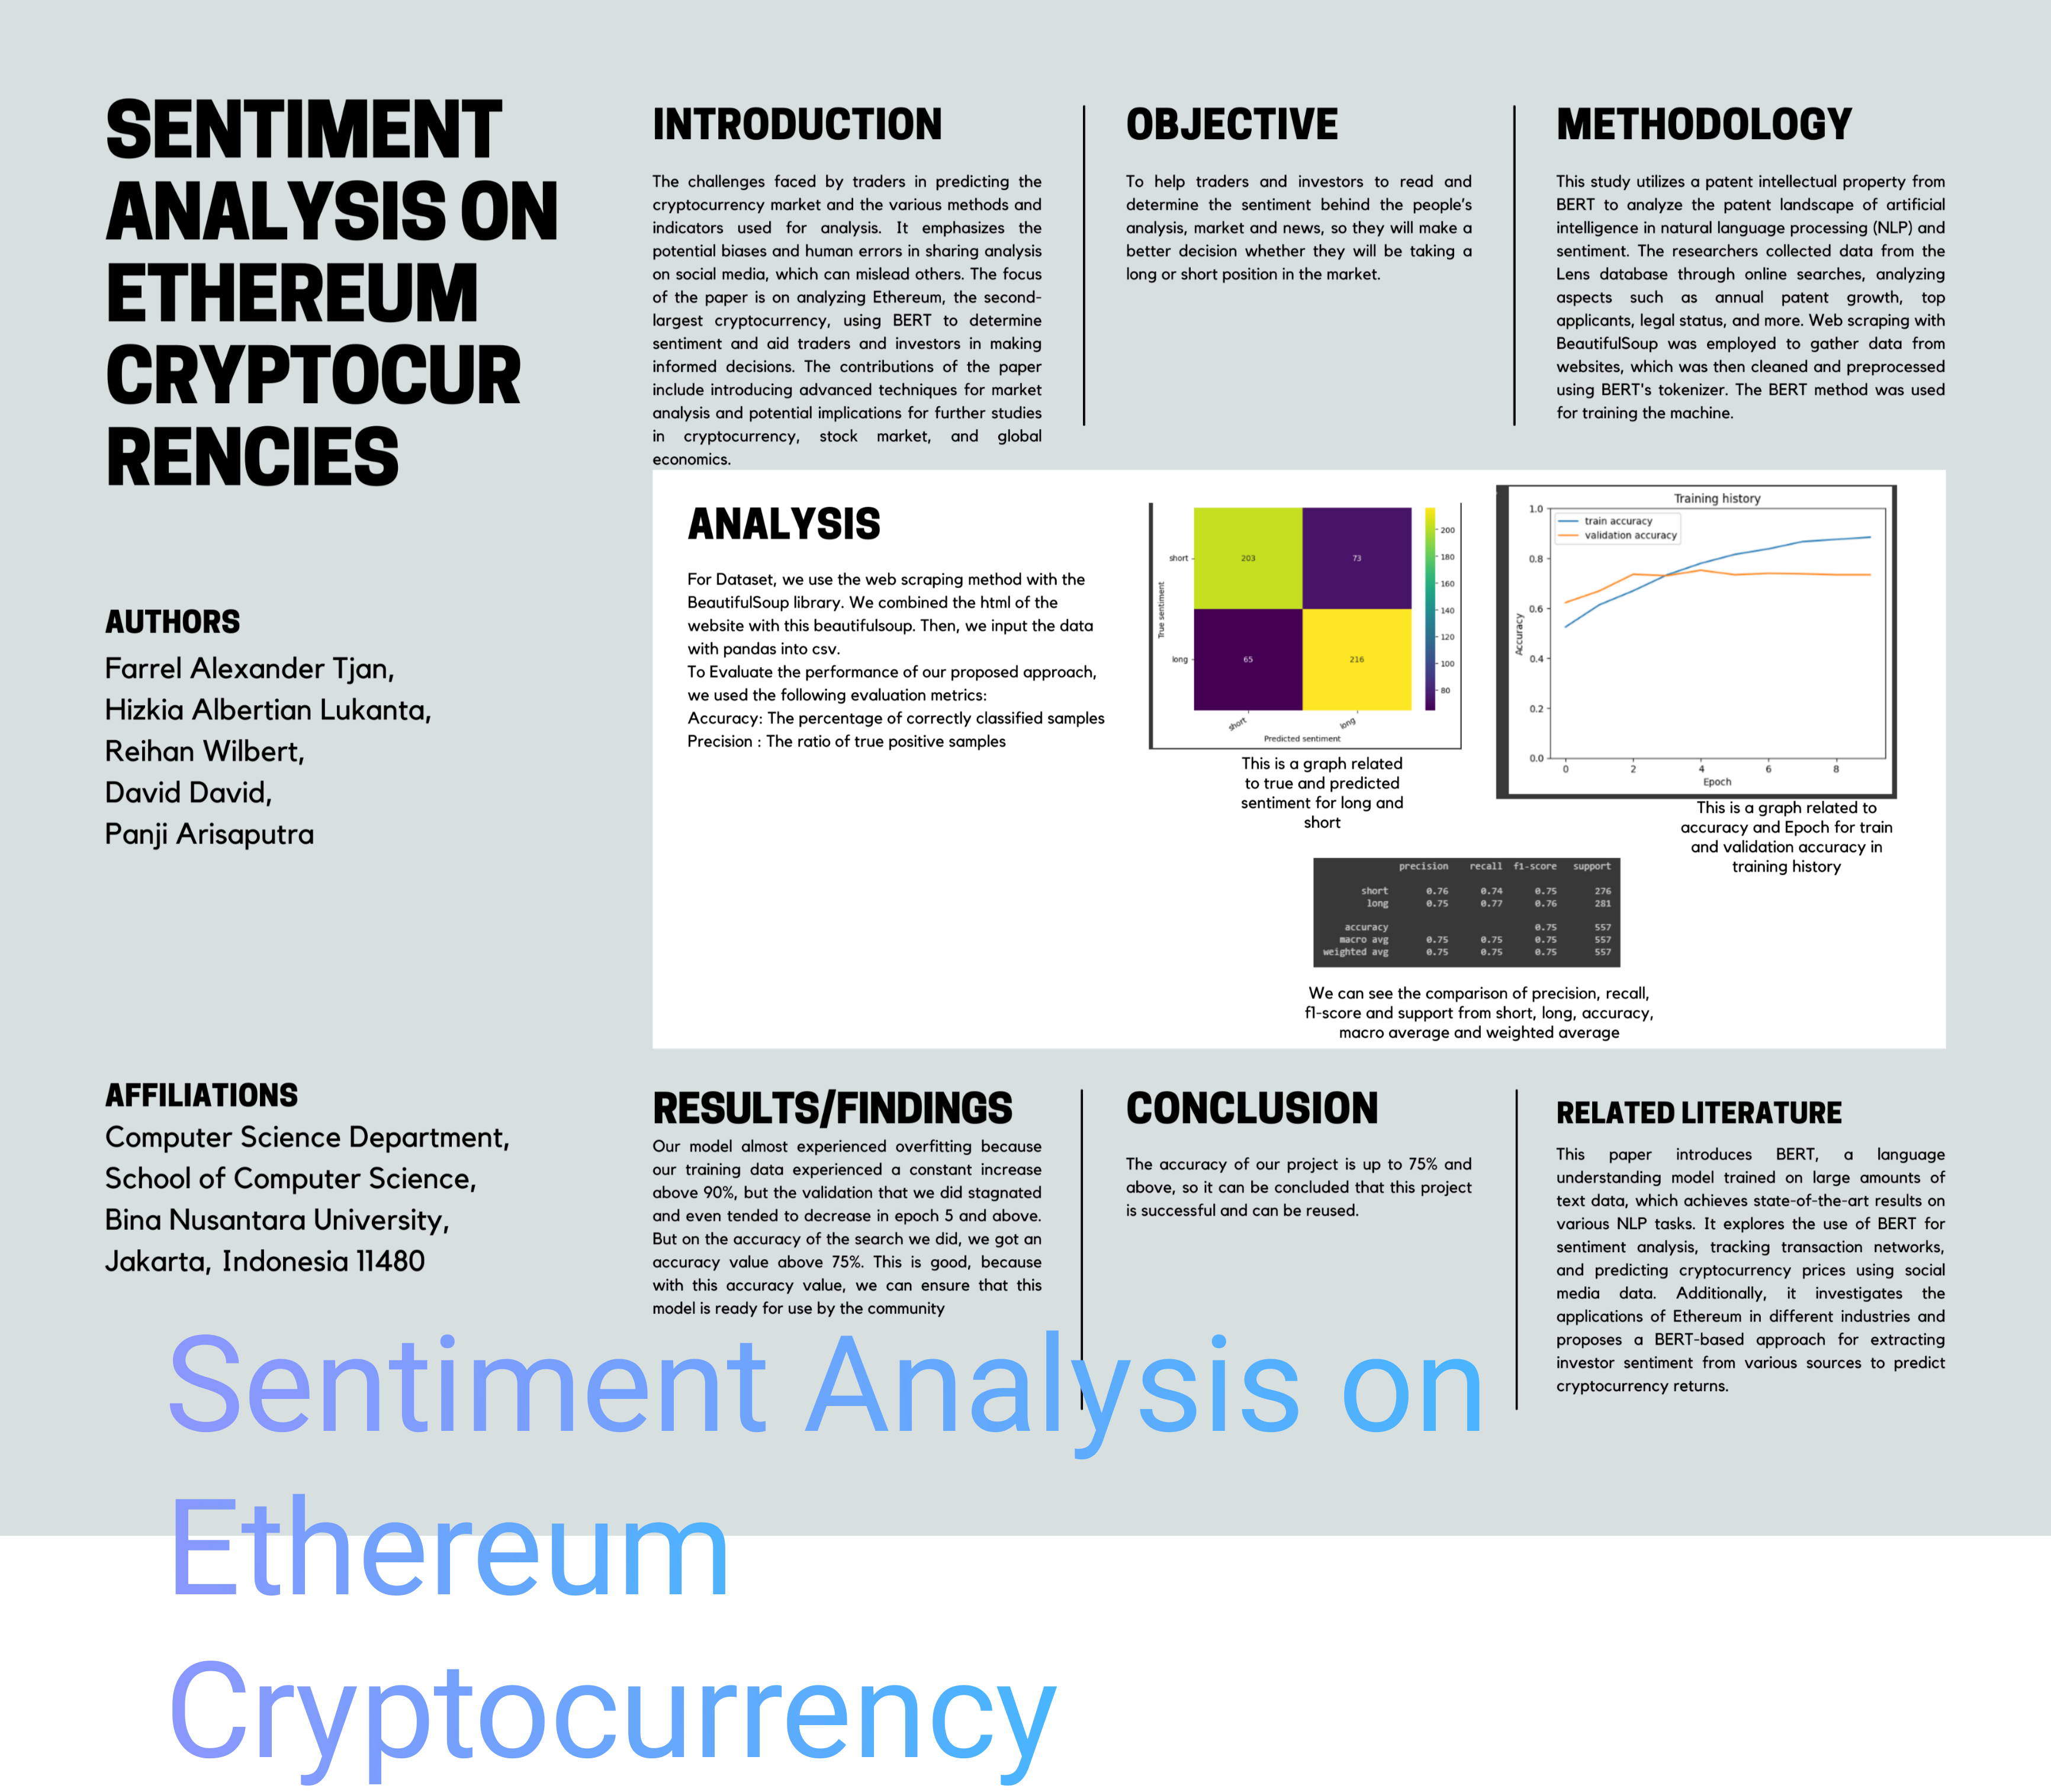 SENTIMENT
ANALYSIS ON
ETHEREUM
CRYPTOCUR
RENCIES
AUTHORS
Farrel Alexander Tjan,
Hizkia Albertian Lukanta,
Reihan Wilbert,
David David,
Panji Arisaputra
AFFILIATIONS
Computer Science Department,
School of Computer Science,
Bina Nusantara University,
Jakarta, Indonesia 11480
INTRODUCTION
The challenges faced by traders in predicting the
cryptocurrency market and the various methods and
indicators used for analysis. It emphasizes the
potential biases and human errors in sharing analysis
on social media, which can mislead others. The focus
of the paper is on analyzing Ethereum, the second-
largest cryptocurrency, using BERT to determine
sentiment and aid traders and investors in making
informed decisions. The contributions of the paper
include introducing advanced techniques for market
analysis and potential implications for further studies
in cryptocurrency, stock market, and global
economics.
OBJECTIVE
To help traders and investors to read and
determine the sentiment behind the people's
analysis, market and news, so they will make a
better decision whether they will be taking a
long or short position in the market.
METHODOLOGY
This study utilizes a patent intellectual property from
BERT to analyze the patent landscape of artificial
intelligence in natural language processing (NLP) and
sentiment. The researchers collected data from the
Lens database through online searches, analyzing
aspects such as annual patent growth, top
applicants, legal status, and more. Web scraping with
BeautifulSoup was employed to gather data from
websites, which was then cleaned and preprocessed
using BERT's tokenizer. The BERT method was used
for training the machine.
ANALYSIS
For Dataset, we use the web scraping method with the
BeautifulSoup library. We combined the html of the
website with this beautifulsoup. Then, we input the data
with pandas into csv.
To Evaluate the performance of our proposed approach,
we used the following evaluation metrics:
Accuracy: The percentage of correctly classified samples
Precision : The ratio of true positive samples
True sentiment
short
203
73
long
65
216
short
long
Predicted sentiment
200
180
160
140
120
100
80
This is a graph related
to true and predicted
sentiment for long and
short
Training history
train accuracy
validation accuracy
Accuracy
1.0
0.8
0.6
0.4
0.2
0.0
0 2 4 6 8
Epoch
This is a graph related to
accuracy and Epoch for train
and validation accuracy in
training history
precision recall f1-score support
short 0.76 0.74 0.75 276
long 0.75 0.77 0.76 281
accuracy 0.75 557
macro avg 0.75 0.75 0.75 557
weighted avg 0.75 0.75 0.75 557
We can see the comparison of precision, recall,
f1-score and support from short, long, accuracy,
macro average and weighted average
RESULTS/FINDINGS
Our model almost experienced overfitting because
our training data experienced a constant increase
above 90%, but the validation that we did stagnated
and even tended to decrease in epoch 5 and above.
But on the accuracy of the search we did, we got an
accuracy value above 75%. This is good, because
with this accuracy value, we can ensure that this
model is ready for use by the community
CONCLUSION
The accuracy of our project is up to 75% and
above, so it can be concluded that this project
is successful and can be reused.
RELATED LITERATURE
This paper introduces BERT, a language
understanding model trained on large amounts of
text data, which achieves state-of-the-art results on
various NLP tasks. It explores the use of BERT for
sentiment analysis, tracking transaction networks,
and predicting cryptocurrency prices using social
media data. Additionally, it investigates the
applications of Ethereum in different industries and
proposes a BERT-based approach for extracting
investor sentiment from various sources to predict
cryptocurrency returns.
Sentiment Analysis on
Ethereum
Cryptocurrency